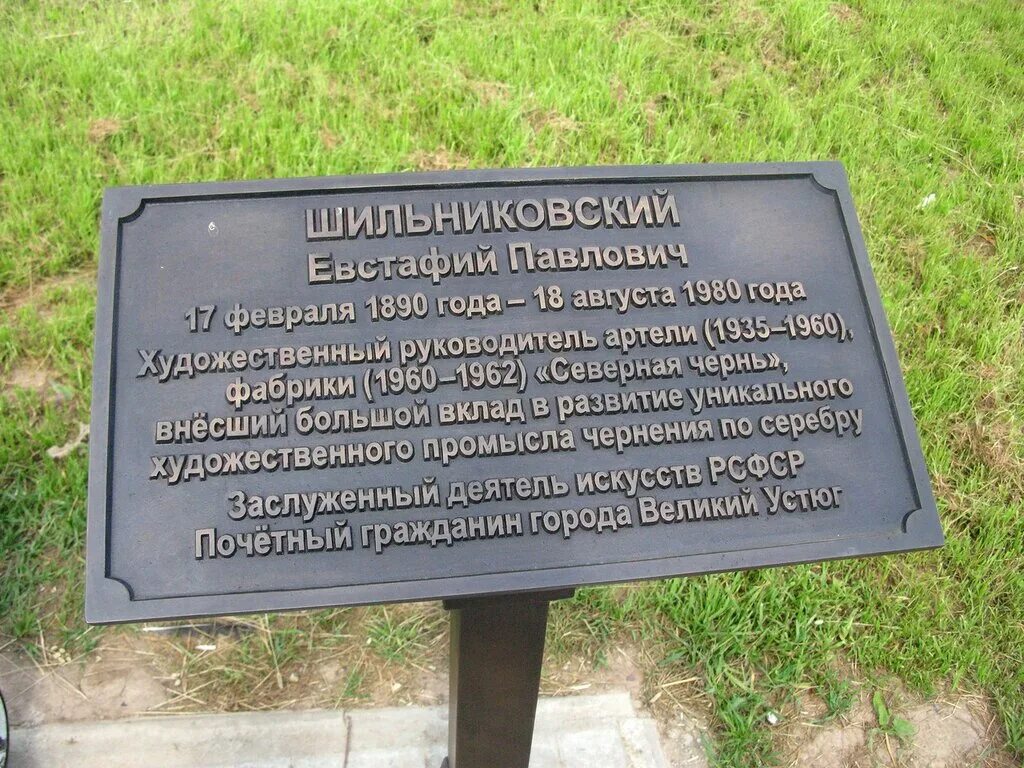 ШИЛЬНИКОВСКИЙ
Евстафий Павлович
17 февраля 1890 года – 18 августа 1980 года
Художественный руководитель артели (1935–1960),
фабрики (1960–1962) «Северная чернь»,
внёсший большой вклад в развитие уникального
художественного промысла чернения по серебру
Заслуженный деятель искусств РСФСР
Почётный гражданин города Великий Устюг